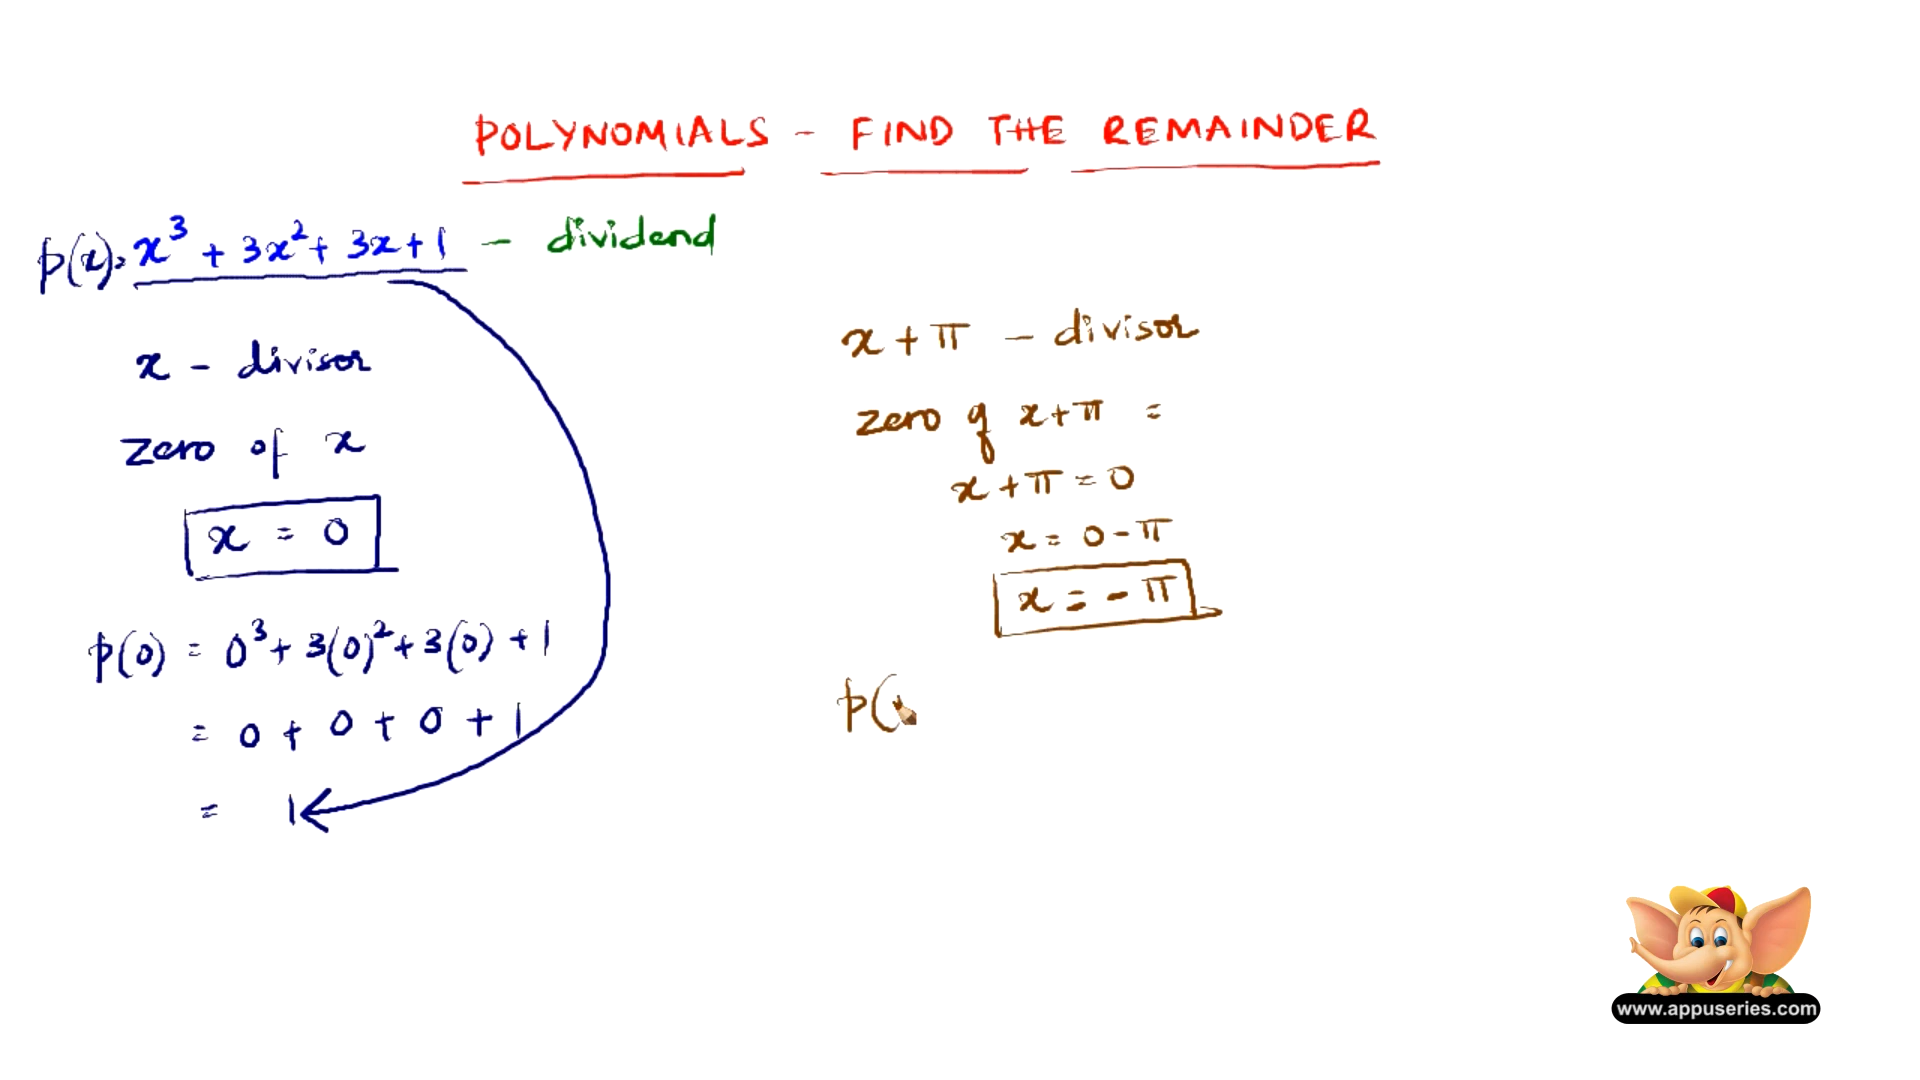 POLYNOMIALS - FIND THE REMAINDER
p(x) = x³ + 3x² + 3x + 1 - dividend
x - divisor
zero of x
x = 0
p(0) = 0³ + 3(0)² + 3(0) + 1
= 0 + 0 + 0 + 1
= 1
x + π - divisor
zero of x + π =
x + π = 0
x = 0 - π
x = - π
p(
www.appuseries.com